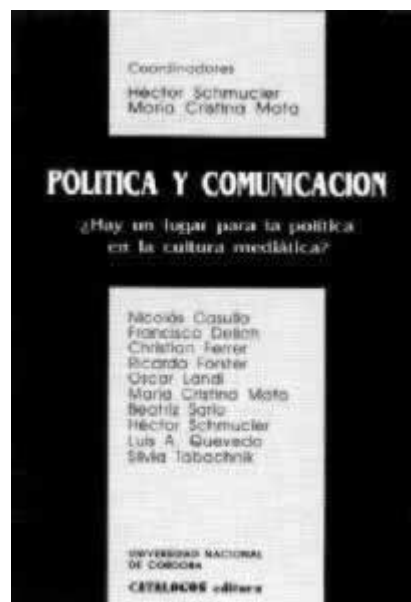 Coordinadores
Héctor Schmucler
María Cristina Mata
POLITICA Y COMUNICACION
¿Hay un lugar para la política
en la cultura mediática?
Nicolás Casullo
Francisco Delich
Christian Ferrer
Ricardo Forster
Oscar Landi
María Cristina Mata
Beatriz Sarlo
Héctor Schmucler
Luis A. Quevedo
Silvia Tabachnik
UNIVERSIDAD NACIONAL
DE CORDOBA
CATALOGOS editora